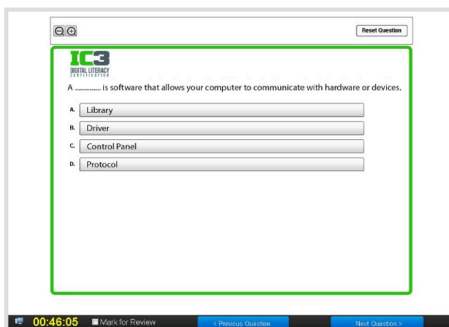 Reset Question
IC3
DIGITAL LITERACY
CERTIFICATION
A ............ is software that allows your computer to communicate with hardware or devices.
A. Library
B. Driver
C. Control Panel
D. Protocol
00:46:05 Mark for Review < Previous Question Next Question >